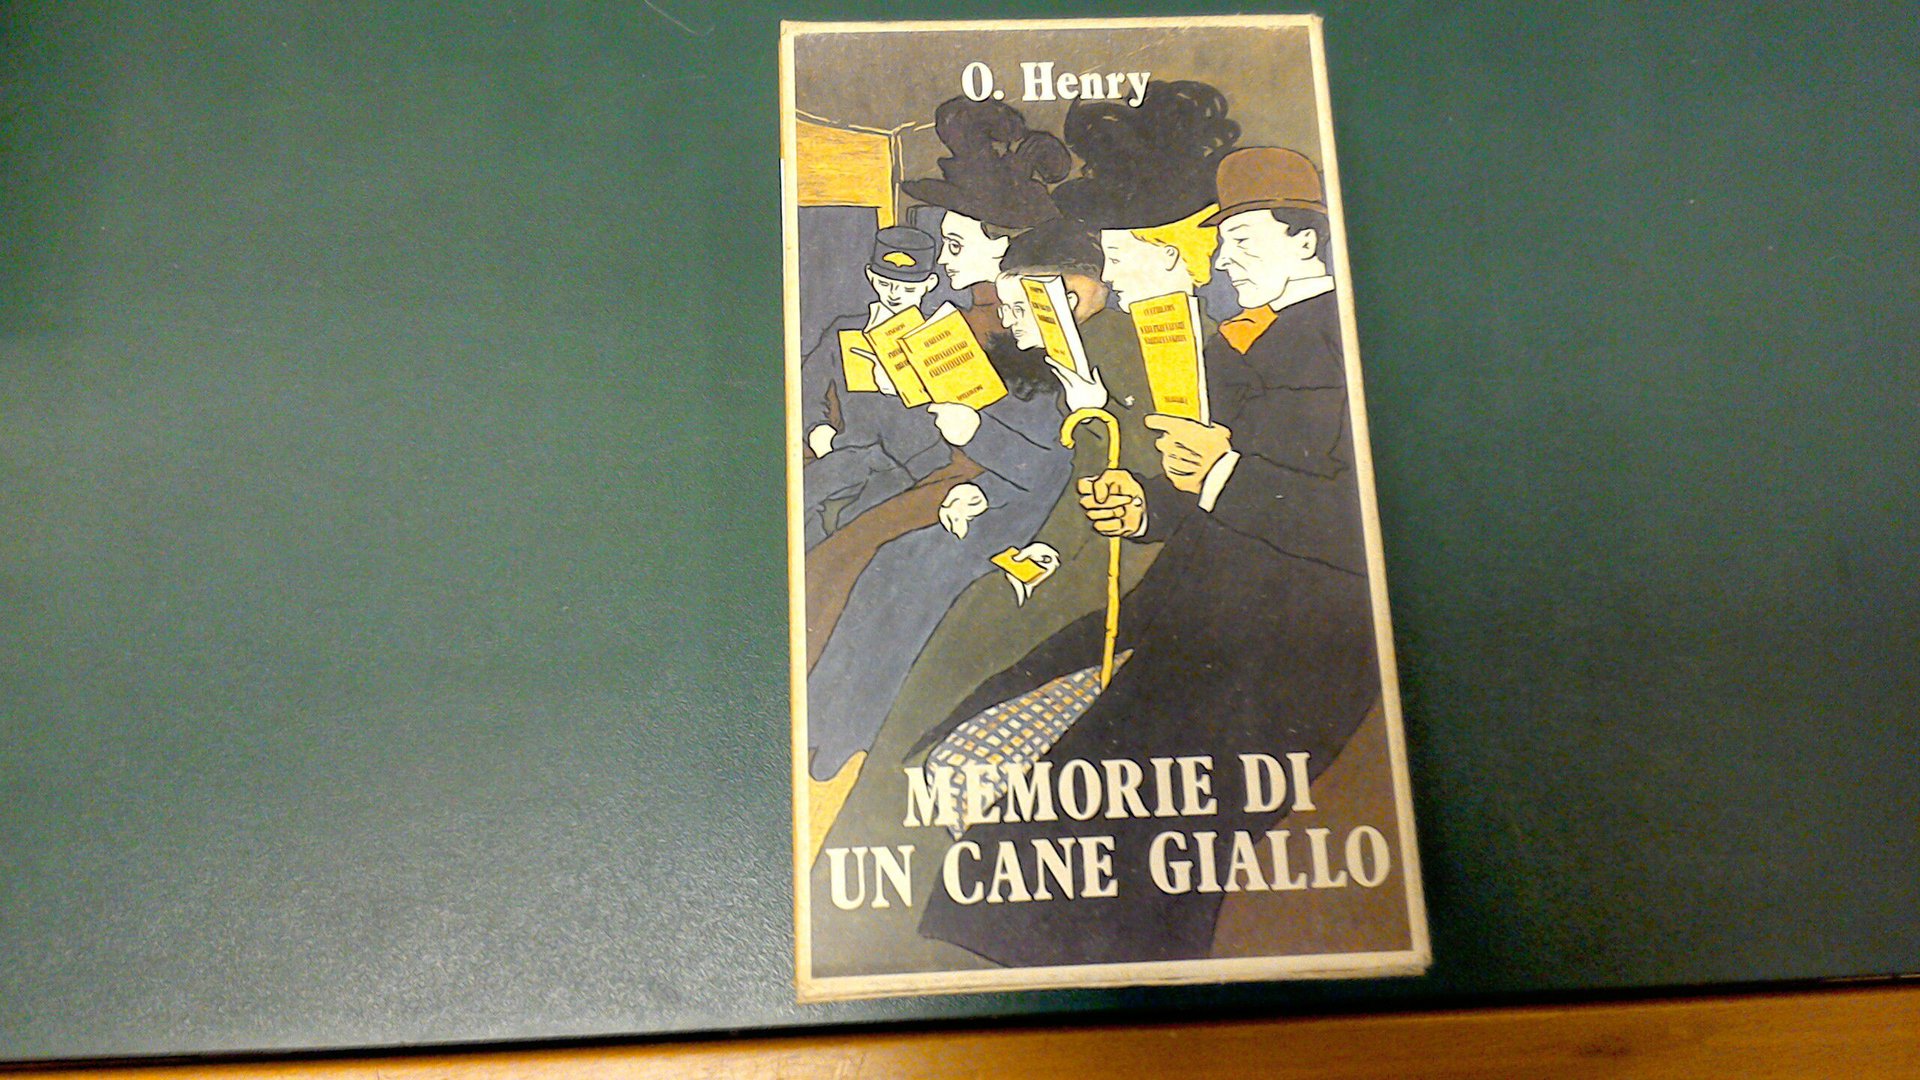 O. Henry
MEMORIE DI
UN CANE GIALLO